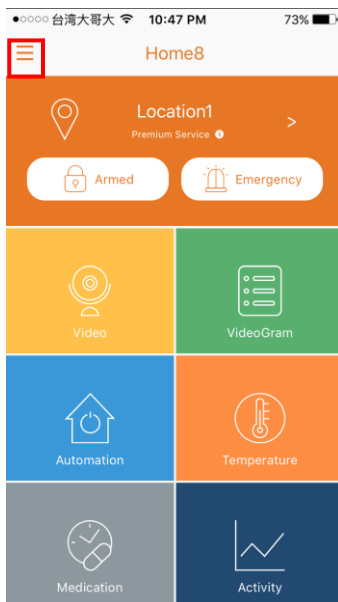 台湾大哥大 10:47 PM 73%
Home8
Location1
Premium Service
>
Armed Emergency
Video VideoGram
Automation Temperature
Medication Activity